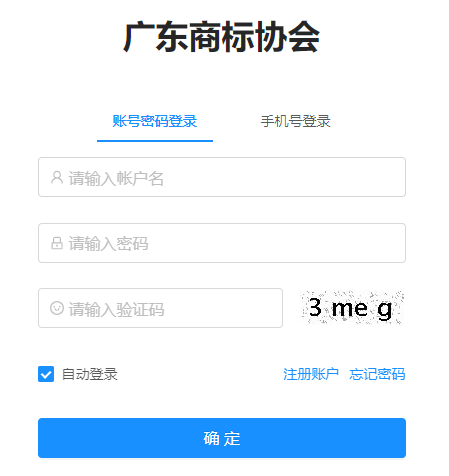 广东商标协会
账号密码登录 手机号登录
请输入帐户名
请输入密码
请输入验证码 3 me g
自动登录 注册账户 忘记密码
确 定